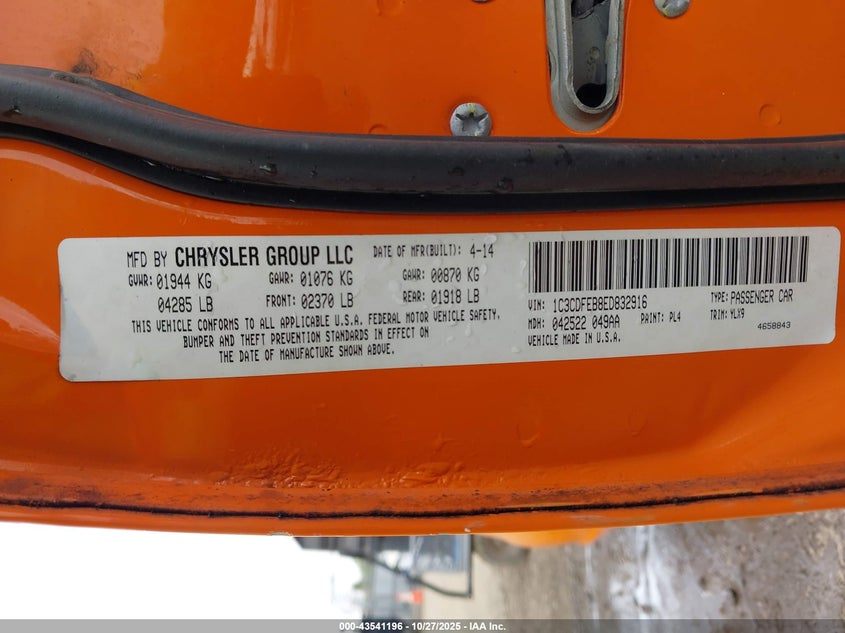 MFD BY CHRYSLER GROUP LLC DATE OF MFR(BUILT): 4-14
GVWR: 01944 KG GAWR: 01076 KG GAWR: 00870 KG
04285 LB FRONT: 02370 LB REAR: 01918 LB
THIS VEHICLE CONFORMS TO ALL APPLICABLE U.S.A. FEDERAL MOTOR VEHICLE SAFETY,
BUMPER AND THEFT PREVENTION STANDARDS IN EFFECT ON
THE DATE OF MANUFACTURE SHOWN ABOVE.
VIN: 1C3CDFEB8ED832916 TYPE: PASSENGER CAR
MDH: 042522 049AA PAINT: PL4 TRIM: YLX9
VEHICLE MADE IN U.S.A. 4658843
000-43541196 - 10/27/2025 - IAA Inc.